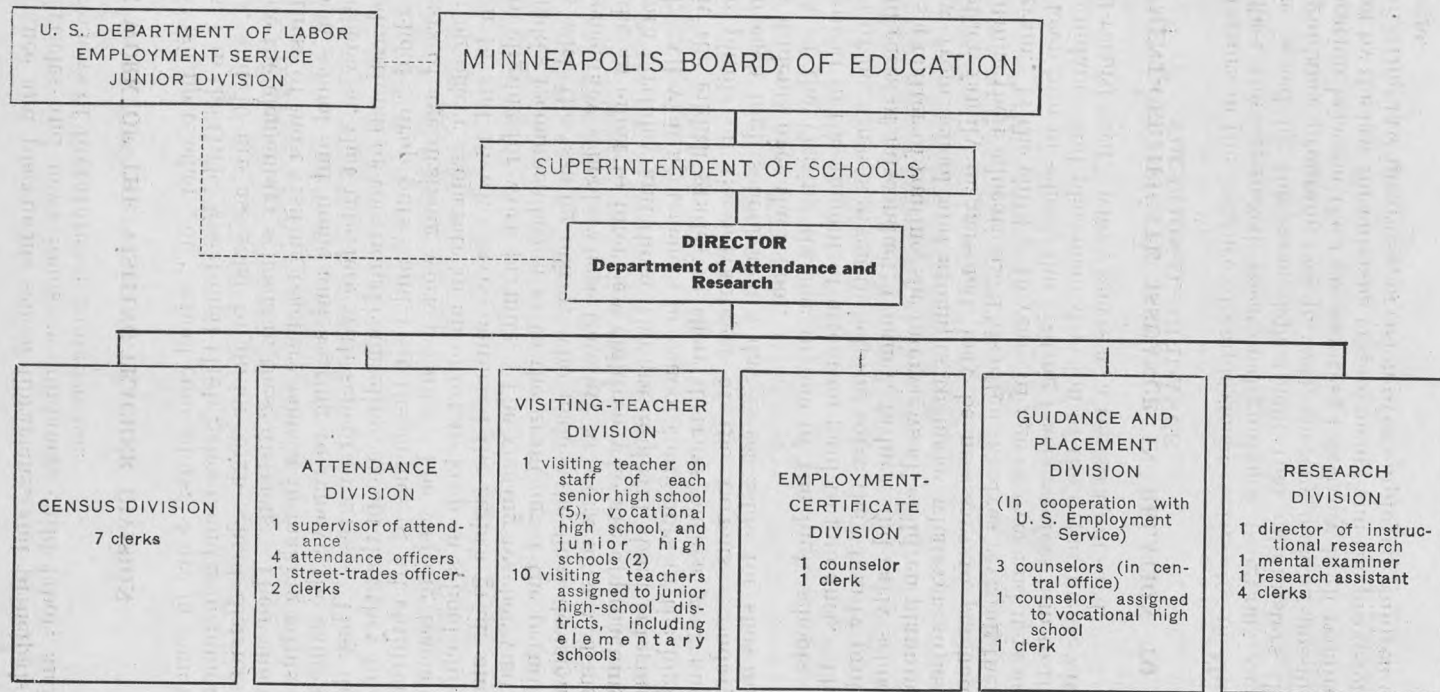 U. S. DEPARTMENT OF LABOR
EMPLOYMENT SERVICE
JUNIOR DIVISION
MINNEAPOLIS BOARD OF EDUCATION
SUPERINTENDENT OF SCHOOLS
DIRECTOR
Department of Attendance and
Research
CENSUS DIVISION
7 clerks
ATTENDANCE
DIVISION
1 supervisor of attend-
ance
4 attendance officers
1 street-trades officer
2 clerks
VISITING-TEACHER
DIVISION
1 visiting teacher on
staff of each
senior high school
(5), vocational
high school, and
junior high
schools (2)
10 visiting teachers
assigned to junior
high-school dis-
tricts, including
elementary
schools
EMPLOYMENT-
CERTIFICATE
DIVISION
1 counselor
1 clerk
GUIDANCE AND
PLACEMENT
DIVISION
(In cooperation with
U. S. Employment
Service)
3 counselors (in cen-
tral office)
1 counselor assigned
to vocational high
school
1 clerk
RESEARCH
DIVISION
1 director of instruc-
tional research
1 mental examiner
1 research assistant
4 clerks